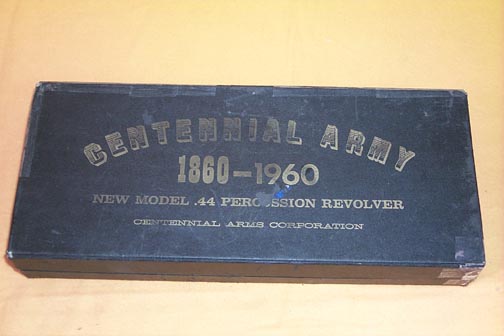 CENTENNIAL ARMY
1860-1960
NEW MODEL .44 PERCUSSION REVOLVER
CENTENNIAL ARMS CORPORATION